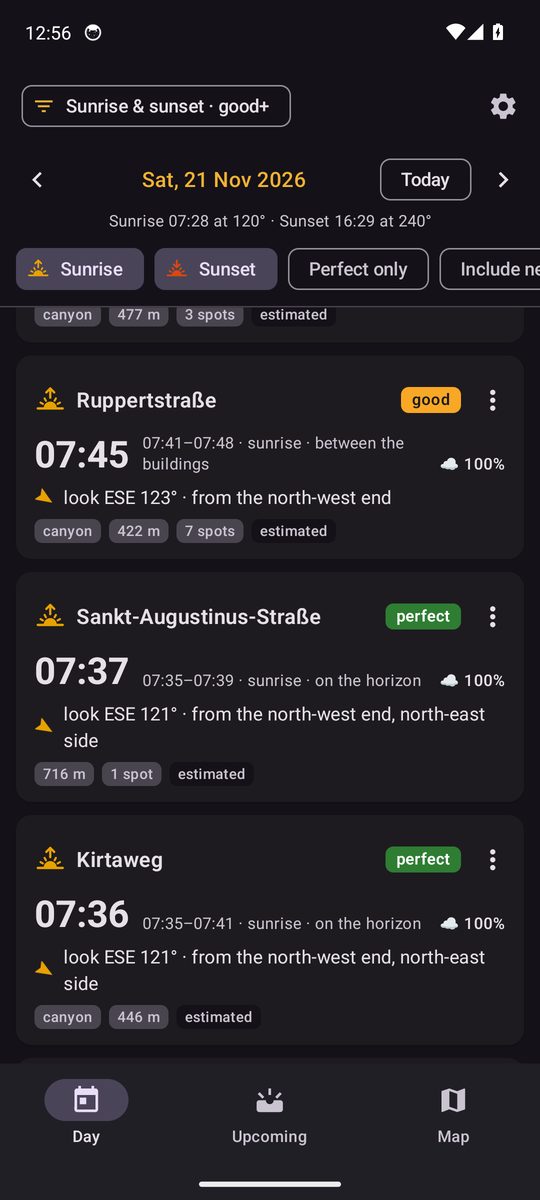 12:56
Sunrise & sunset · good+
Sat, 21 Nov 2026
Today
Sunrise 07:28 at 120° · Sunset 16:29 at 240°
Sunrise
Sunset
Perfect only
Include ne
canyon
477 m
3 spots
estimated
Ruppertstraße
good
07:45
07:41–07:48 · sunrise · between the
buildings
100%
look ESE 123° · from the north-west end
canyon
422 m
7 spots
estimated
Sankt-Augustinus-Straße
perfect
07:37
07:35–07:39 · sunrise · on the horizon
100%
look ESE 121° · from the north-west end, north-east
side
716 m
1 spot
estimated
Kirtaweg
perfect
07:36
07:35–07:41 · sunrise · on the horizon
100%
look ESE 121° · from the north-west end, north-east
side
canyon
446 m
estimated
Day
Upcoming
Map